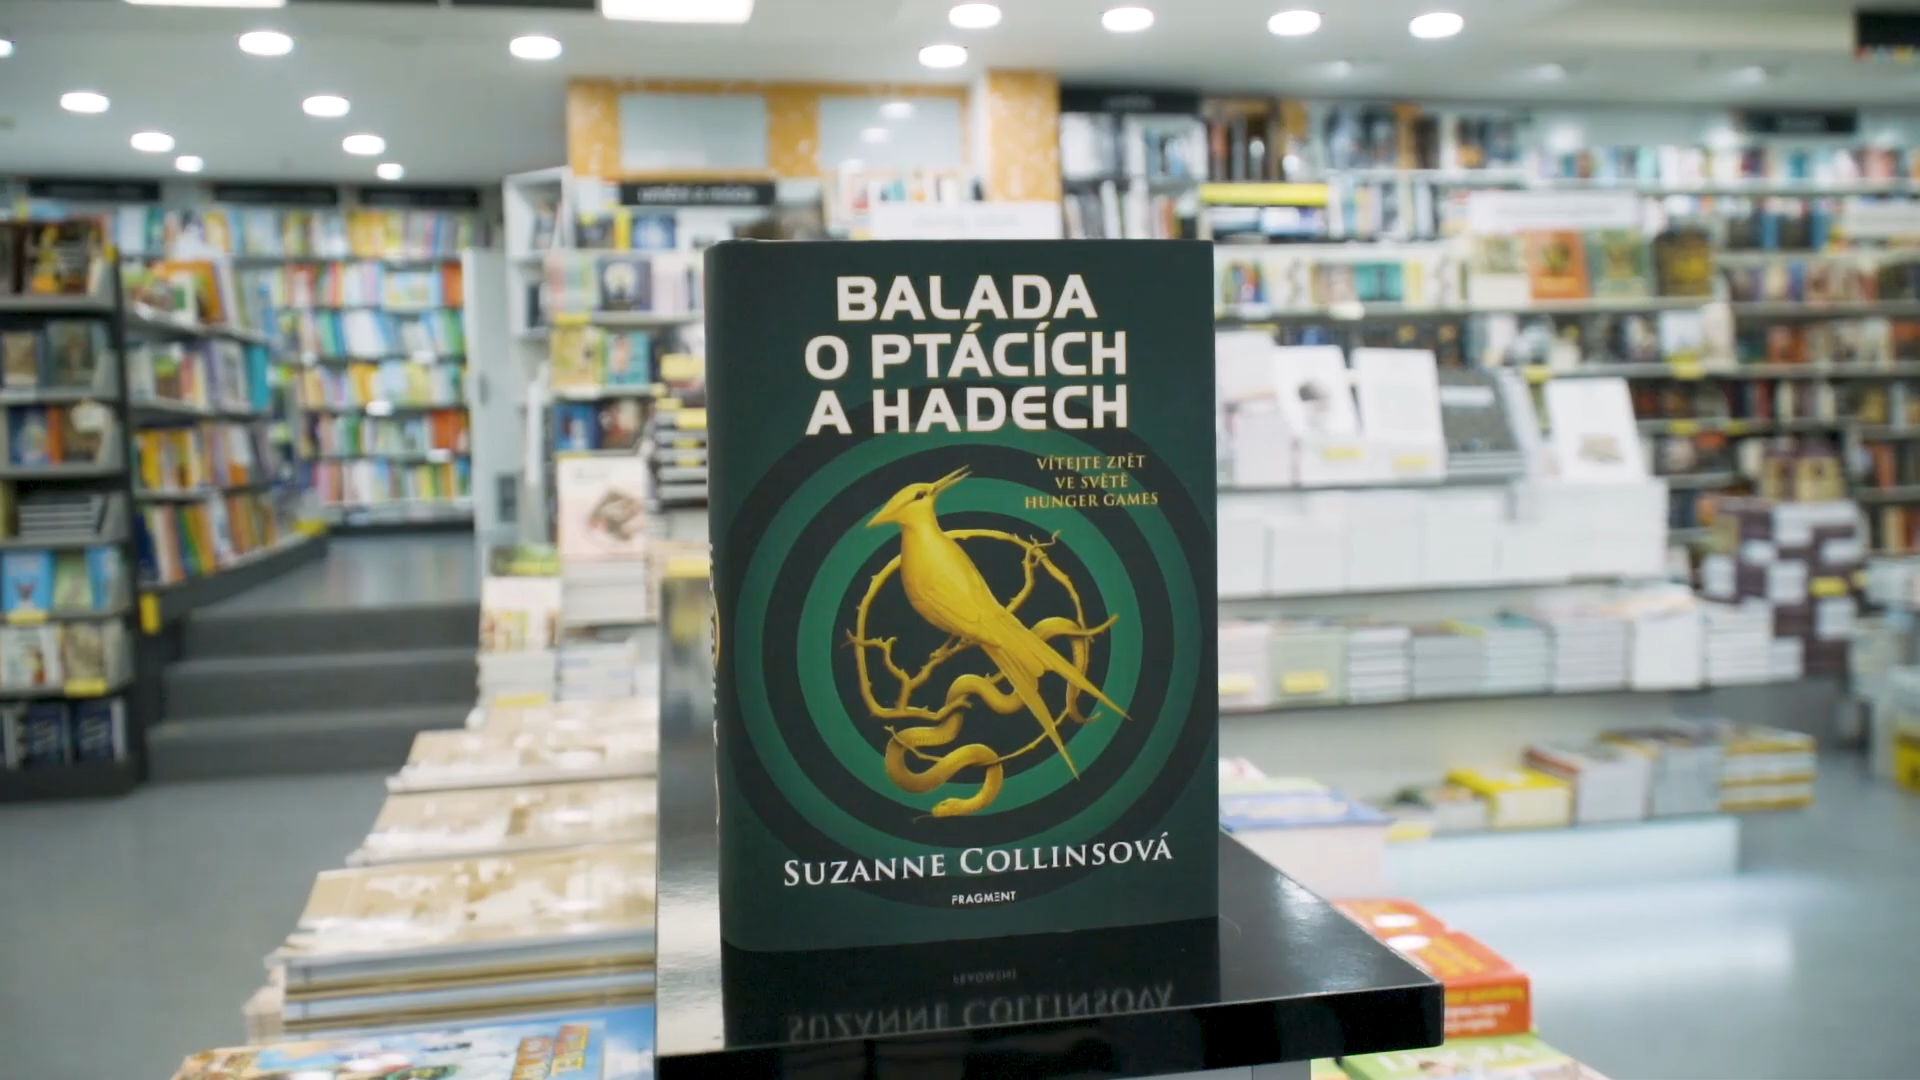 BALADA
O PTÁCÍCH
A HADECH
VÍTEJTE ZPĚT
VE SVĚTĚ
HUNGER GAMES
SUZANNE COLLINSOVÁ
FRAGMENT